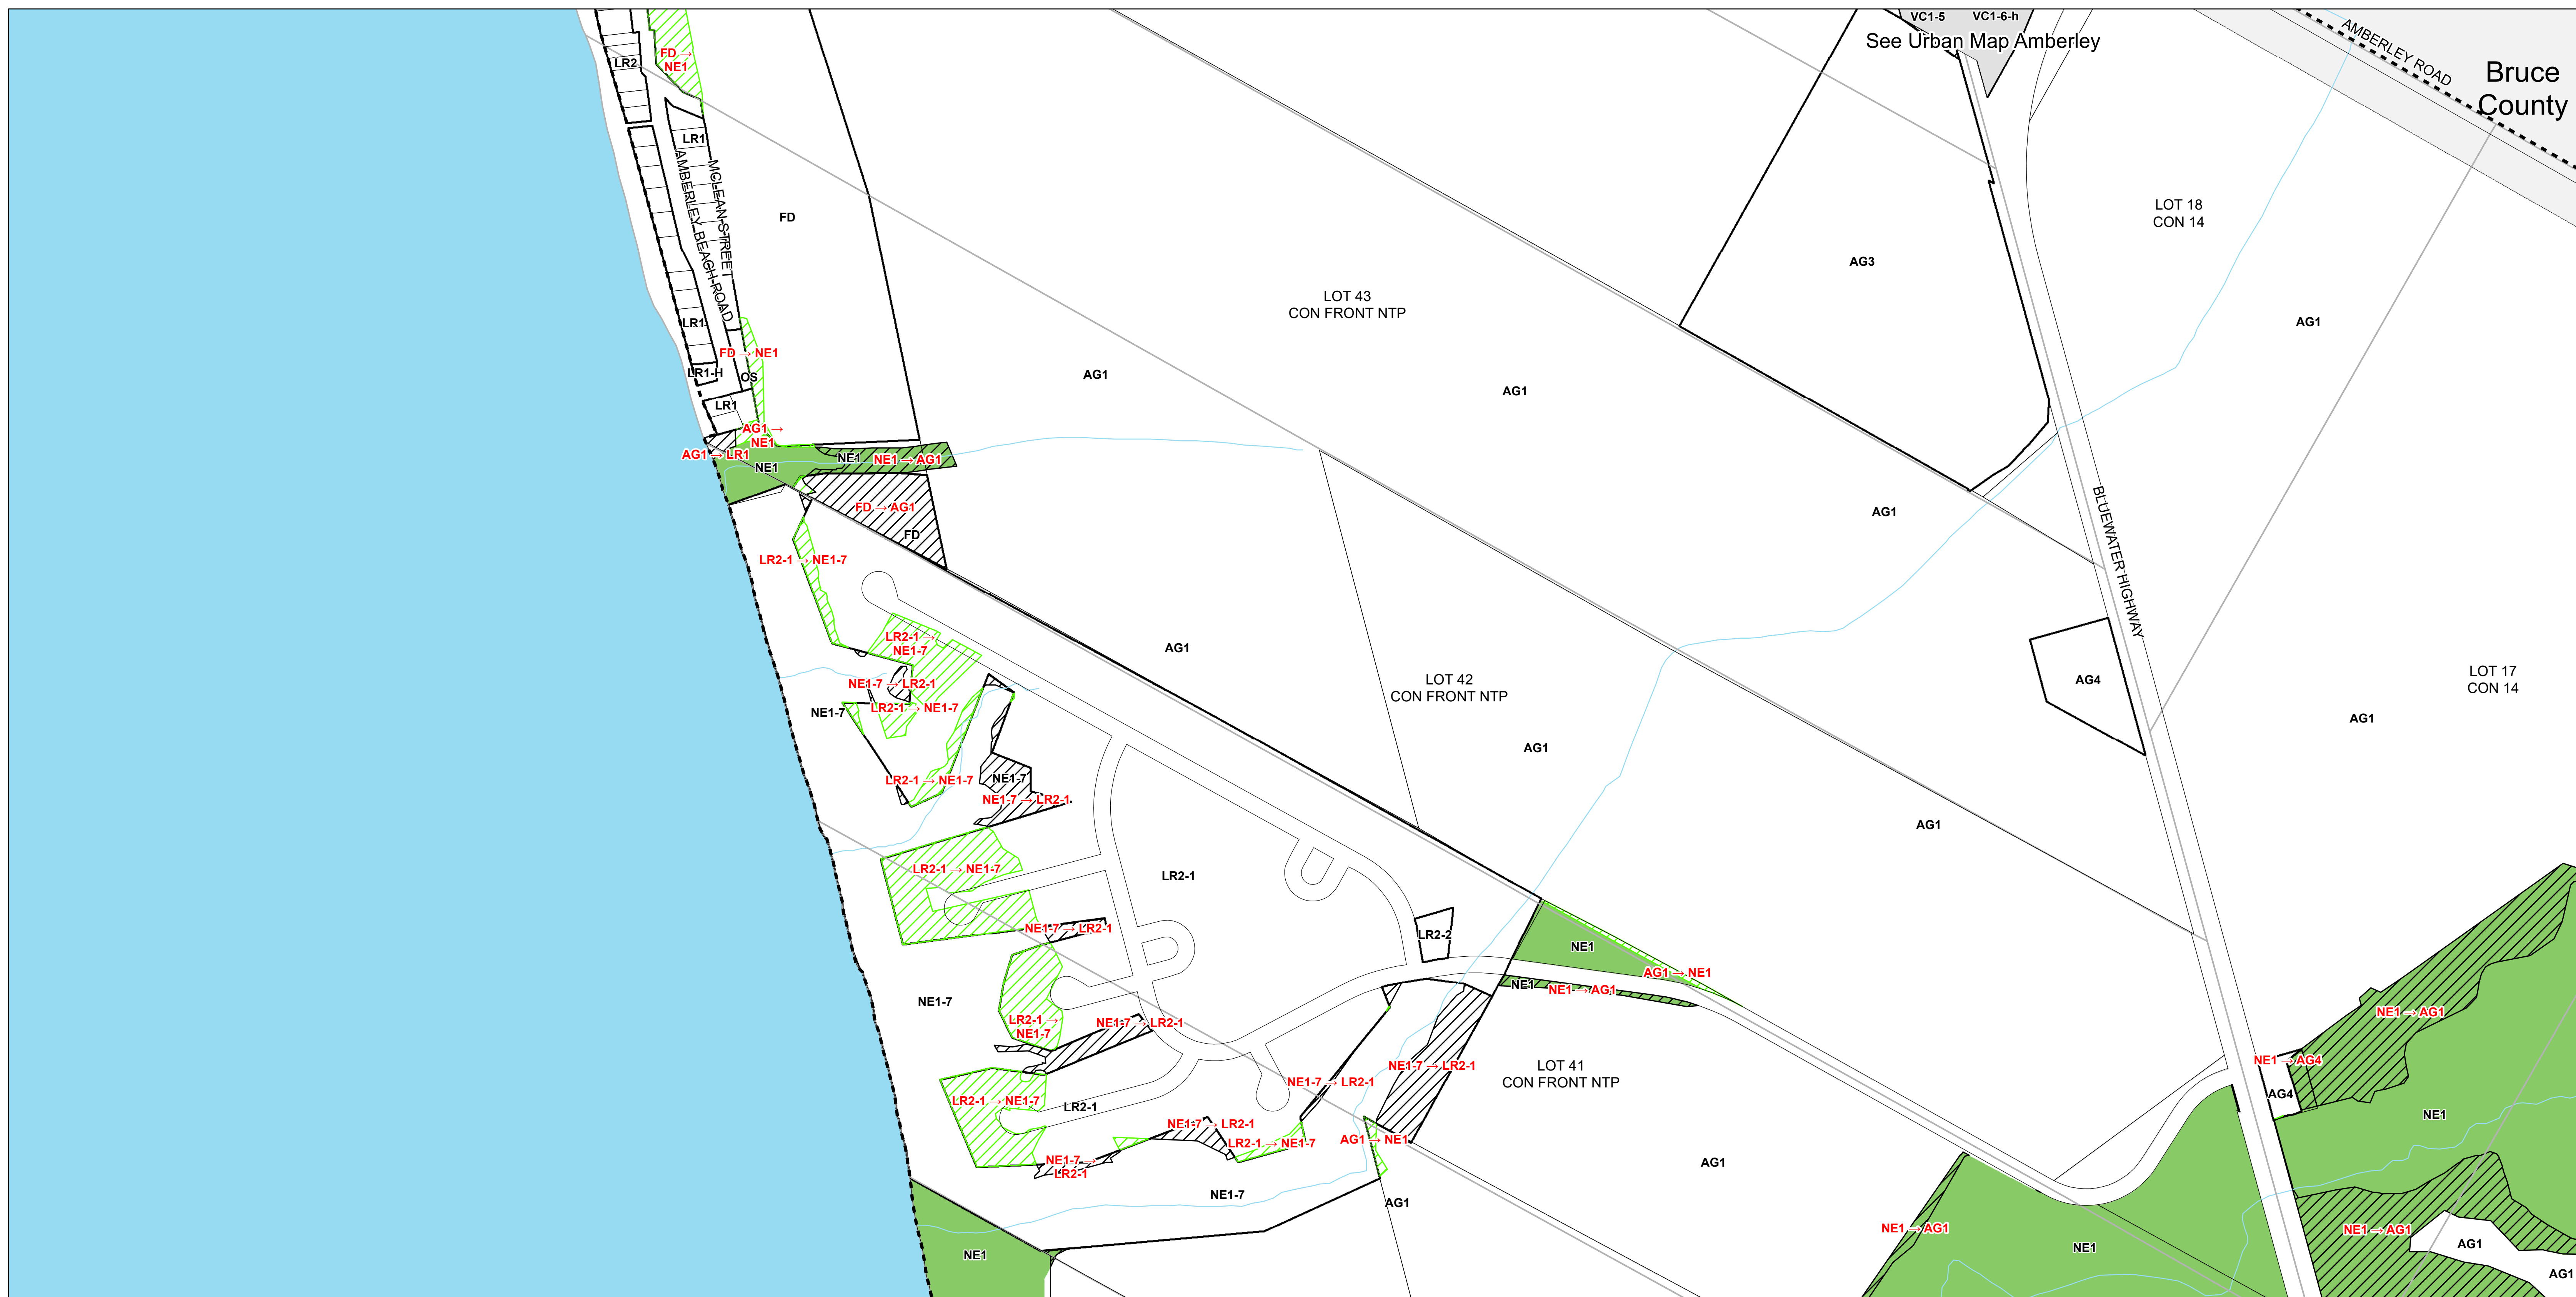 VC1-5
VC1-6-h
See Urban Map Amberley
AMBERLEY ROAD
Bruce
County
LR2
FD →
NE1
LR1
AMBERLEY BEACH ROAD
MCLEAN STREET
FD
LOT 18
CON 14
AG3
LOT 43
CON FRONT NTP
LR1
AG1
FD → NE1
LR1-H
OS
AG1
AG1
LR1
AG1 →
NE1
AG1 → LR1
NE1
NE1
NE1 → AG1
FD → AG1
FD
AG1
BLUEWATER HIGHWAY
LR2-1 → NE1-7
LR2-1 →
NE1-7
AG1
NE1-7 → LR2-1
LR2-1 → NE1-7
NE1-7
LOT 42
CON FRONT NTP
AG4
LOT 17
CON 14
AG1
AG1
LR2-1 → NE1-7
NE1-7
NE1-7 → LR2-1
AG1
LR2-1 → NE1-7
LR2-1
NE1-7 → LR2-1
LR2-2
NE1
AG1 → NE1
NE1
NE1 → AG1
NE1-7
LR2-1 →
NE1-7
NE1-7 → LR2-1
NE1 → AG1
NE1-7 → LR2-1
NE1-7 → LR2-1
LOT 41
CON FRONT NTP
NE1 → AG4
AG4
LR2-1 → NE1-7
LR2-1
NE1
NE1-7 → LR2-1
LR2-1 → NE1-7
AG1 → NE1
NE1-7 →
LR2-1
AG1
NE1-7
AG1
NE1 → AG1
NE1
NE1 → AG1
AG1
NE1
AG1